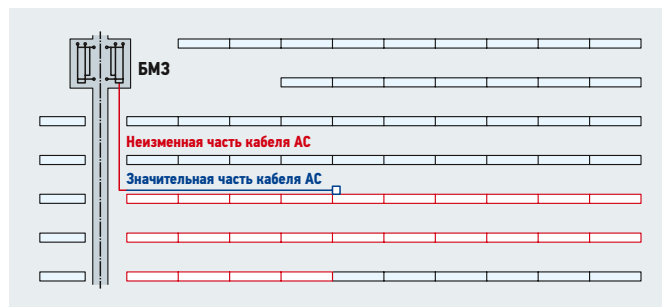 БМЗ
Неизменная часть кабеля АС
Значительная часть кабеля АС